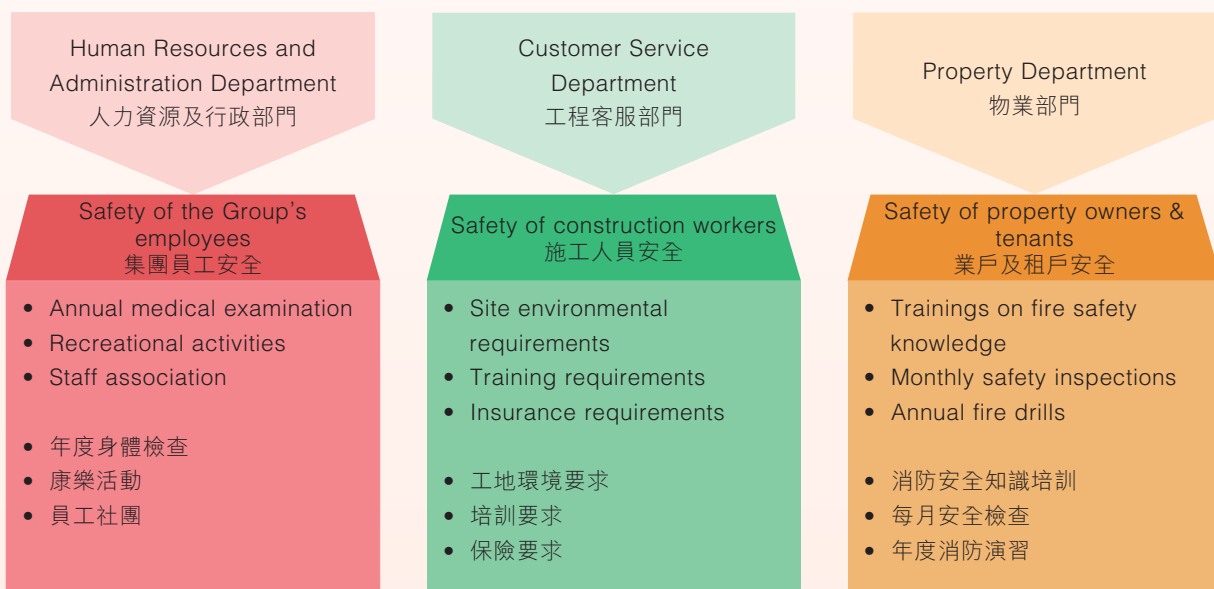 Human Resources and
Administration Department
人力資源及行政部門
Safety of the Group's
employees
集團員工安全
• Annual medical examination
• Recreational activities
• Staff association
• 年度身體檢查
• 康樂活動
• 員工社團
Customer Service
Department
工程客服部門
Safety of construction workers
施工人員安全
• Site environmental
requirements
• Training requirements
• Insurance requirements
• 工地環境要求
• 培訓要求
• 保險要求
Property Department
物業部門
Safety of property owners &
tenants
業戶及租戶安全
• Trainings on fire safety
knowledge
• Monthly safety inspections
• Annual fire drills
• 消防安全知識培訓
• 每月安全檢查
• 年度消防演習